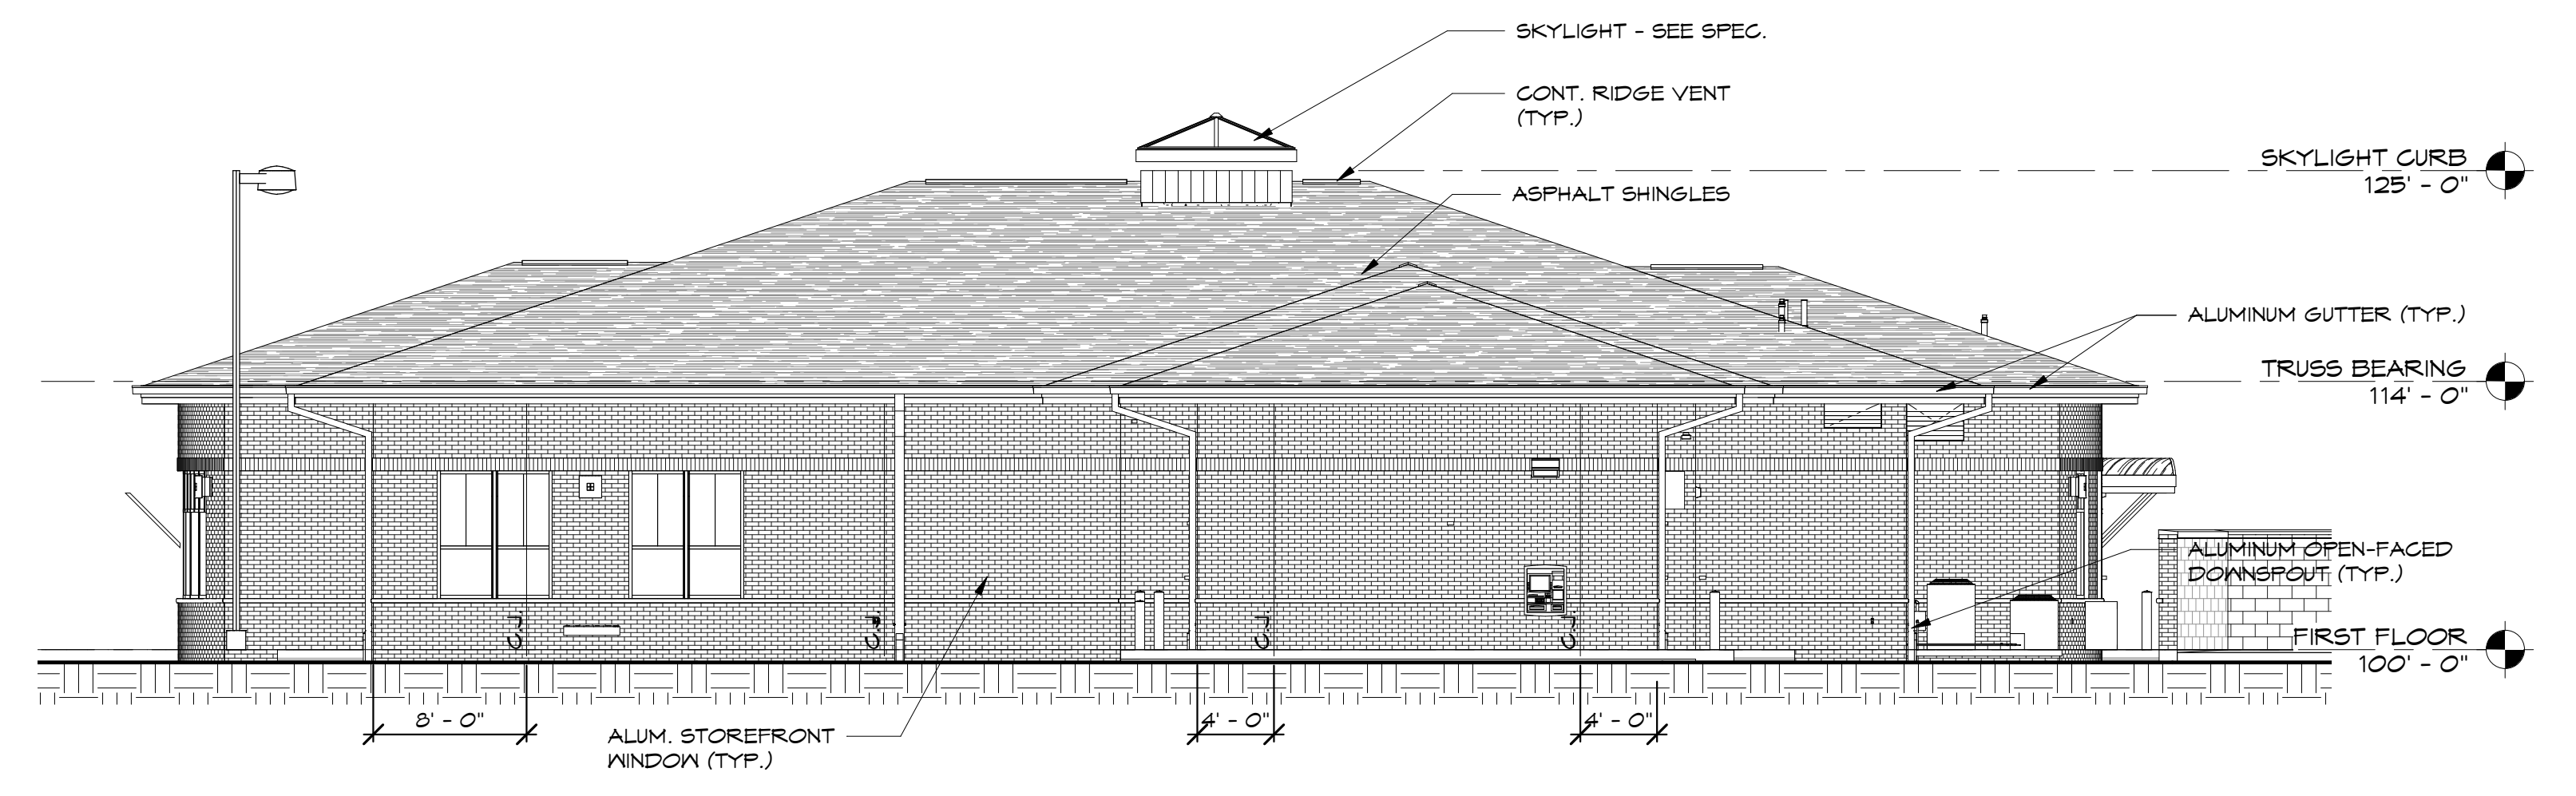 SKYLIGHT - SEE SPEC.
CONT. RIDGE VENT
(TYP.)
SKYLIGHT CURB
125' - 0"
ASPHALT SHINGLES
ALUMINUM GUTTER (TYP.)
TRUSS BEARING
114' - 0"
ALUMINUM OPEN-FACED
DOWNSPOUT (TYP.)
C.J.
C.J.
C.J.
C.J.
FIRST FLOOR
100' - 0"
8' - 0"
4' - 0"
4' - 0"
ALUM. STOREFRONT
WINDOW (TYP.)